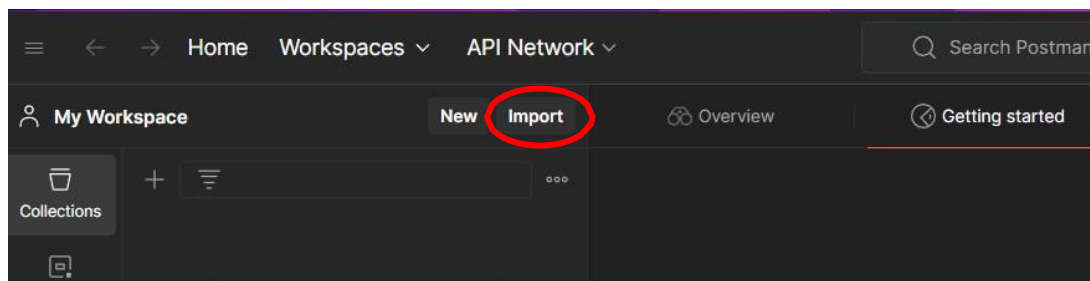 Home Workspaces API Network Search Postman
My Workspace New Import Overview Getting started
Collections